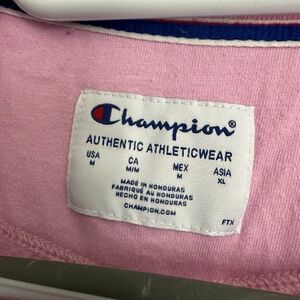 Champion®
AUTHENTIC ATHLETICWEAR
USA CA MEX ASIA
M M/M M XL
MADE IN HONDURAS
FABRIQUÉ AU HONDURAS
HECHO EN HONDURAS
CHAMPION.COM
FTX